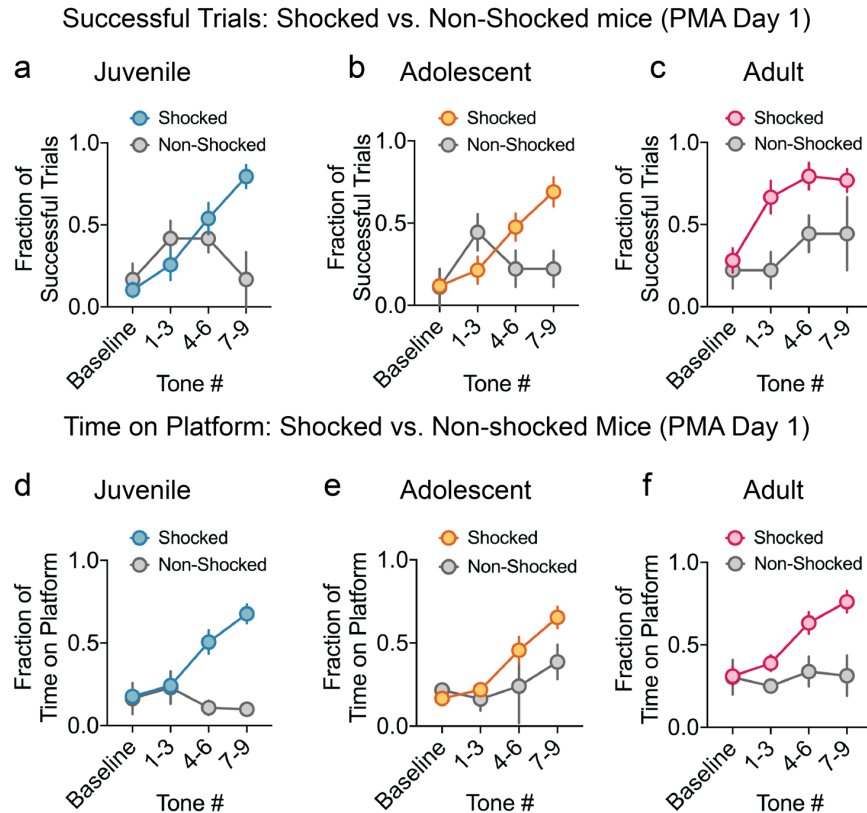 Successful Trials: Shocked vs. Non-Shocked mice (PMA Day 1)
a
Juvenile
Shocked
Non-Shocked
Fraction of
Successful Trials
1.0
0.5
0.0
Baseline
1-3
4-6
7-9
Tone #
b
Adolescent
Shocked
Non-Shocked
Fraction of
Successful Trials
1.0
0.5
0.0
Baseline
1-3
4-6
7-9
Tone #
c
Adult
Shocked
Non-Shocked
Fraction of
Successful Trials
1.0
0.5
0.0
Baseline
1-3
4-6
7-9
Tone #
Time on Platform: Shocked vs. Non-shocked Mice (PMA Day 1)
d
Juvenile
Shocked
Non-Shocked
Fraction of
Time on Platform
1.0
0.5
0.0
Baseline
1-3
4-6
7-9
Tone #
e
Adolescent
Shocked
Non-Shocked
Fraction of
Time on Platform
1.0
0.5
0.0
Baseline
1-3
4-6
7-9
Tone #
f
Adult
Shocked
Non-Shocked
Fraction of
Time on Platform
1.0
0.5
0.0
Baseline
1-3
4-6
7-9
Tone #